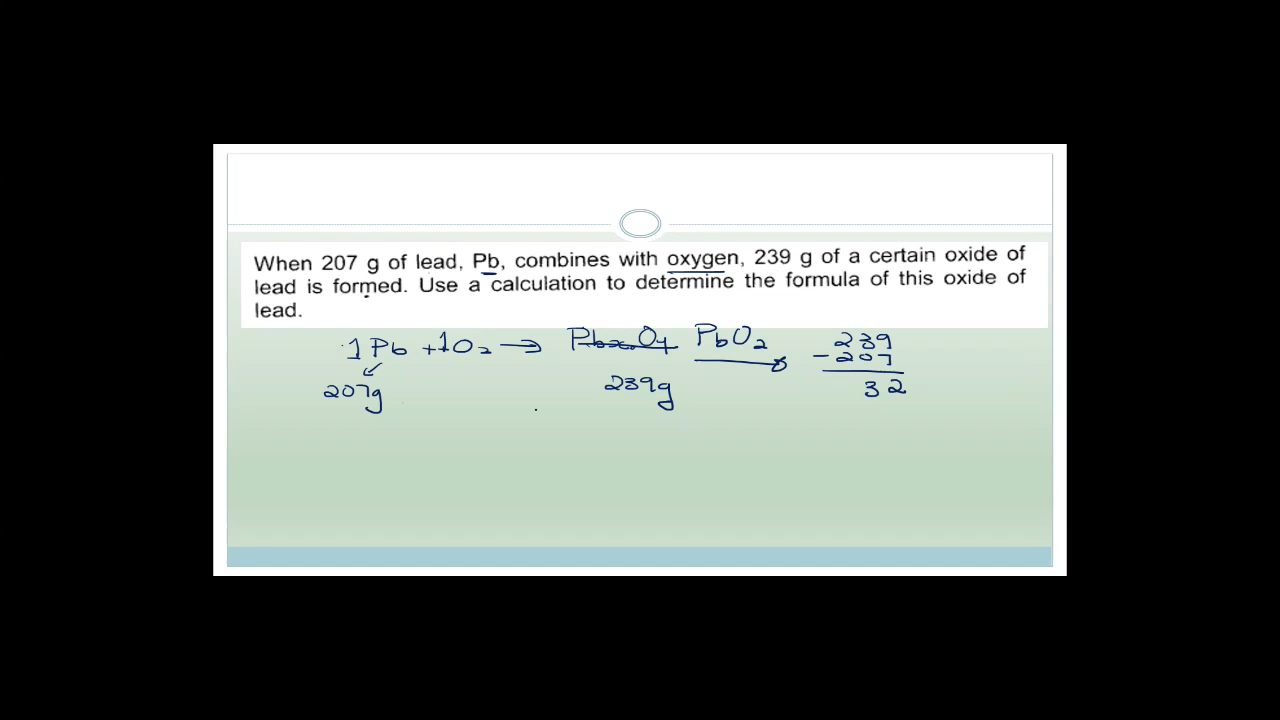 When 207 g of lead, Pb, combines with oxygen, 239 g of a certain oxide of
lead is formed. Use a calculation to determine the formula of this oxide of
lead.
1Pb + 1O2 → PbxOy PbO2
239
- 207
32
207g
239g